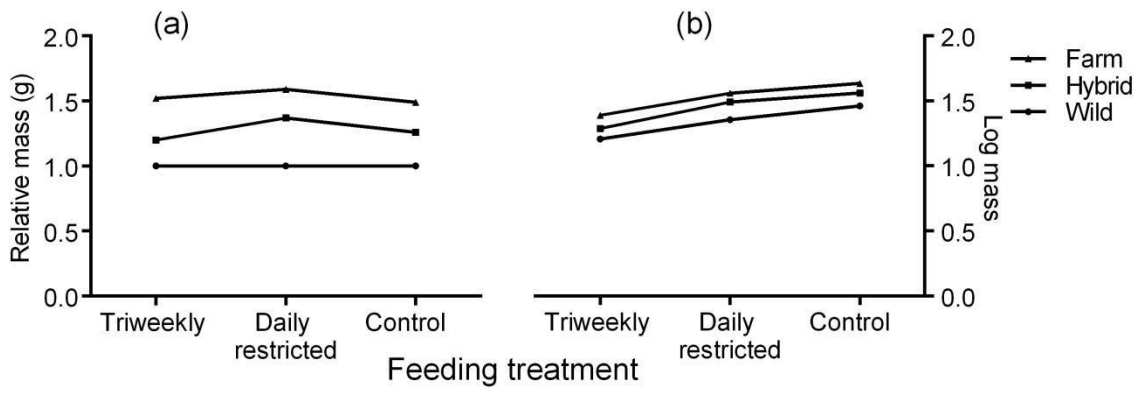 (a)
Relative mass (g)
2.0
1.5
1.0
0.5
0.0
Triweekly
Daily
restricted
Control
(b)
2.0
1.5
1.0
0.5
0.0
Log mass
Triweekly
Daily
restricted
Control
Farm
Hybrid
Wild
Feeding treatment